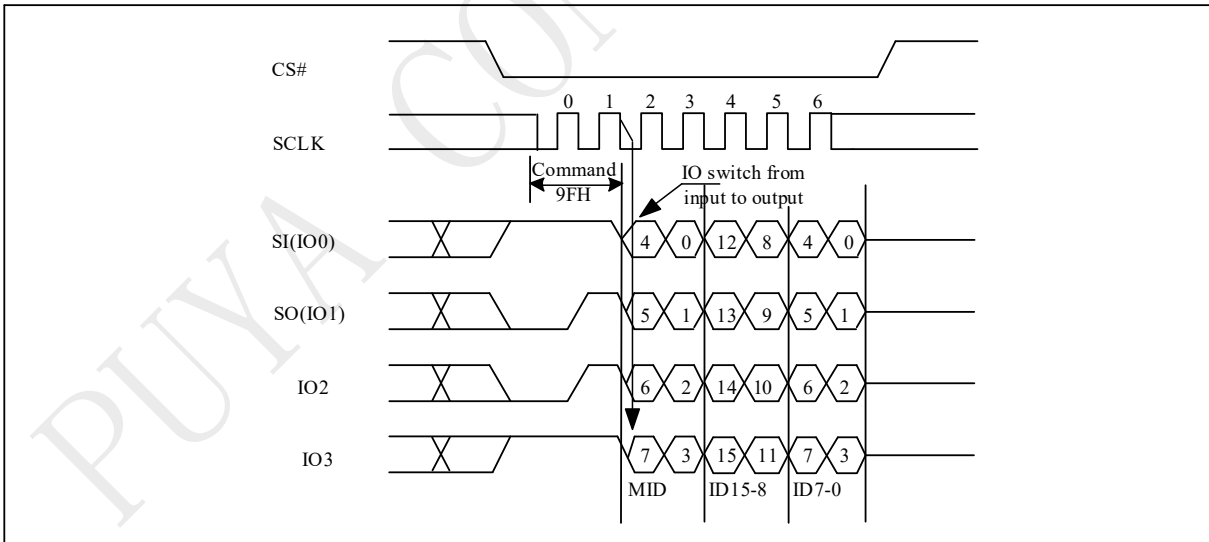 PUYA CON
CS#
0 1 2 3 4 5 6
SCLK
Command
9FH
IO switch from
input to output
SI(IO0)
4 0 12 8 4 0
SO(IO1)
5 1 13 9 5 1
IO2
6 2 14 10 6 2
IO3
7 3 15 11 7 3
MID ID15-8 ID7-0